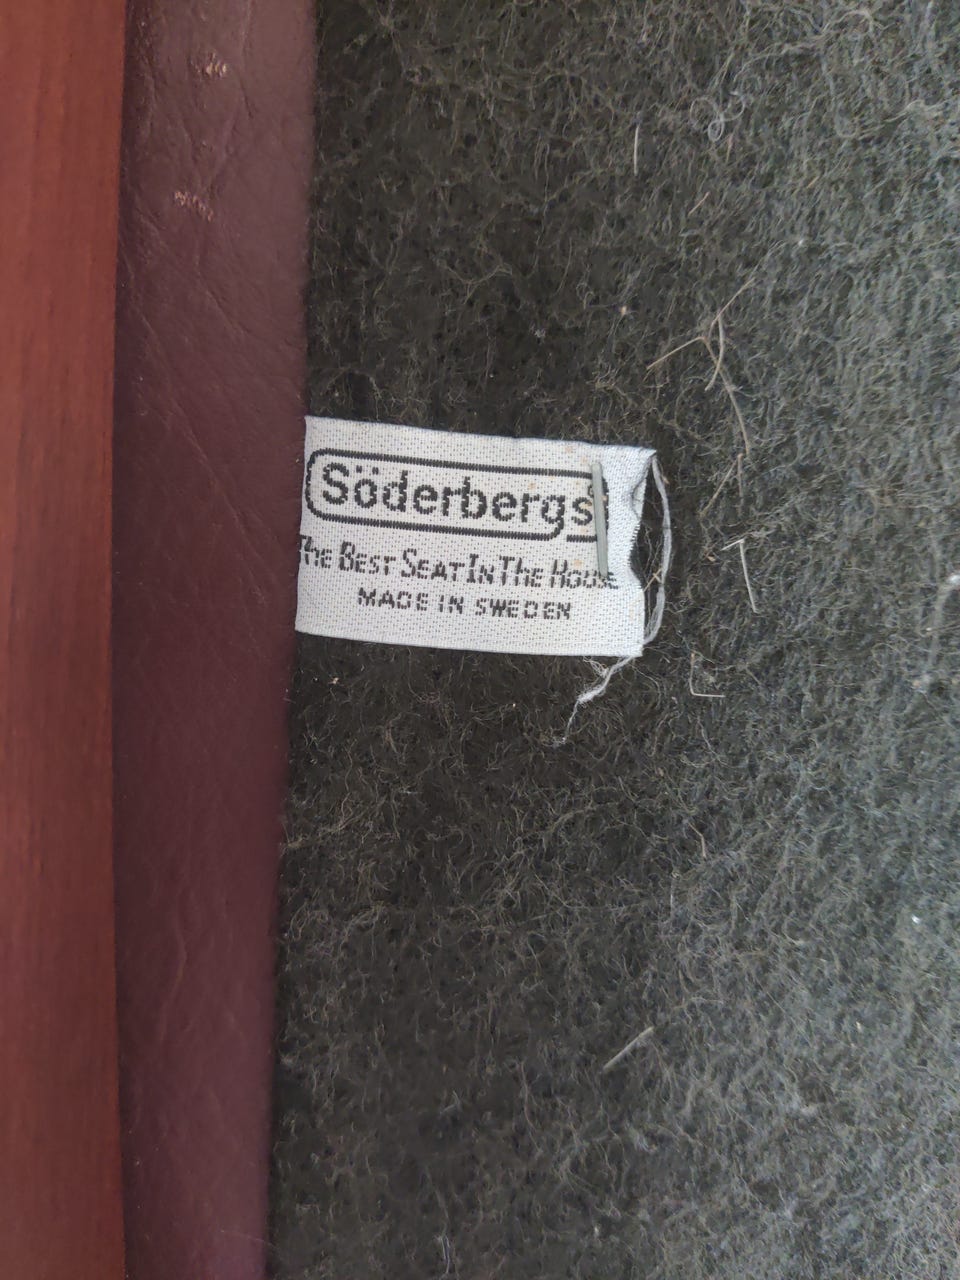 Söderbergs
The Best Seat In The House
MADE IN SWEDEN